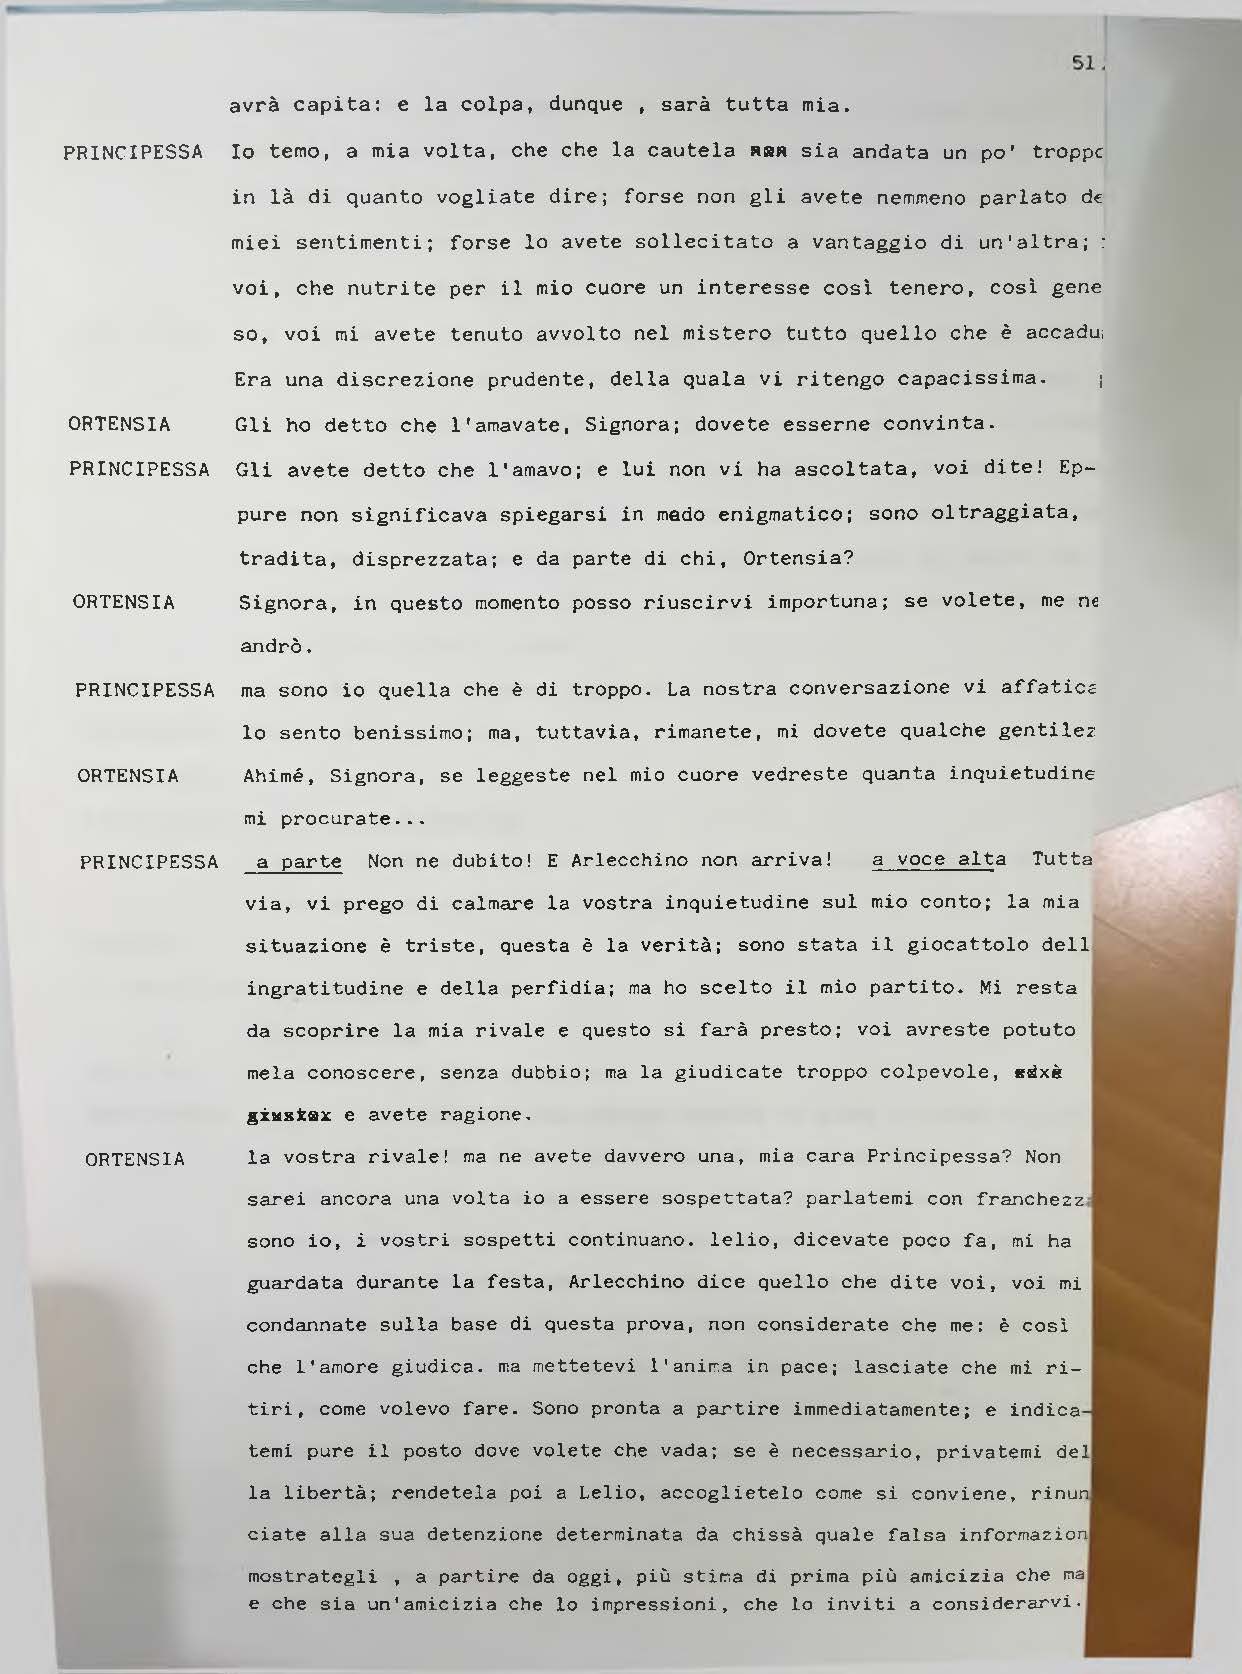 51.
avrà capita: e la colpa, dunque , sarà tutta mia.
PRINCIPESSA Io temo, a mia volta, che che la cautela sia andata un po' troppo
in là di quanto vogliate dire; forse non gli avete nemmeno parlato de
miei sentimenti; forse lo avete sollecitato a vantaggio di un'altra;
voi, che nutrite per il mio cuore un interesse così tenero, così gene
so, voi mi avete tenuto avvolto nel mistero tutto quello che è accadu
Era una discrezione prudente, della quala vi ritengo capacissima.
ORTENSIA Gli ho detto che l'amavate, Signora; dovete esserne convinta.
PRINCIPESSA Gli avete detto che l'amavo; e lui non vi ha ascoltata, voi dite! Ep-
pure non significava spiegarsi in modo enigmatico; sono oltraggiata,
tradita, disprezzata; e da parte di chi, Ortensia?
ORTENSIA Signora, in questo momento posso riuscirvi importuna; se volete, me ne
andrò.
PRINCIPESSA ma sono io quella che è di troppo. La nostra conversazione vi affatica
lo sento benissimo; ma, tuttavia, rimanete, mi dovete qualche gentilez
ORTENSIA Ahimé, Signora, se leggeste nel mio cuore vedreste quanta inquietudine
mi procurate...
PRINCIPESSA a parte Non ne dubito! E Arlecchino non arriva! a voce alta Tutta
via, vi prego di calmare la vostra inquietudine sul mio conto; la mia
situazione è triste, questa è la verità; sono stata il giocattolo dell
ingratitudine e della perfidia; ma ho scelto il mio partito. Mi resta
da scoprire la mia rivale e questo si farà presto; voi avreste potuto
mela conoscere, senza dubbio; ma la giudicate troppo colpevole,
e avete ragione.
ORTENSIA la vostra rivale! ma ne avete davvero una, mia cara Principessa? Non
sarei ancora una volta io a essere sospettata? parlatemi con franchezza
sono io, i vostri sospetti continuano. lelio, dicevate poco fa, mi ha
guardata durante la festa, Arlecchino dice quello che dite voi, voi mi
condannate sulla base di questa prova, non considerate che me: è così
che l'amore giudica. ma mettetevi l'anima in pace; lasciate che mi ri-
tiri, come volevo fare. Sono pronta a partire immediatamente; e indica-
temi pure il posto dove volete che vada; se è necessario, privatemi del
la libertà; rendetela poi a Lelio, accoglietelo come si conviene, rinun
ciate alla sua detenzione determinata da chissà quale falsa informazion
mostrategli , a partire da oggi, più stima di prima più amicizia che ma
e che sia un'amicizia che lo impressioni, che lo inviti a considerarvi.